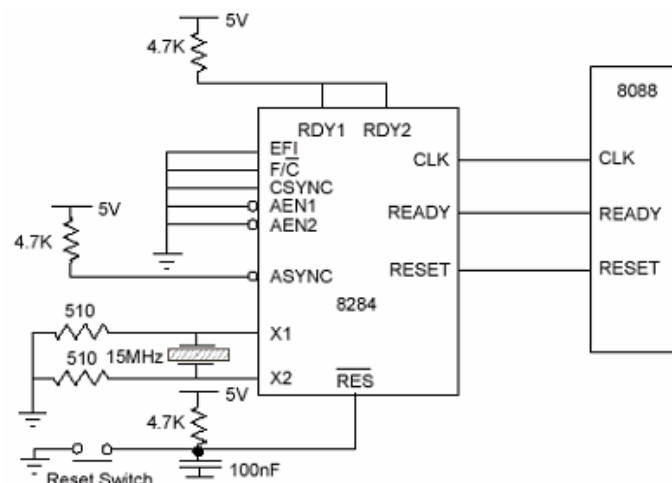 5V
4.7K
8088
RDY1 RDY2
EFI
F/C̅
CSYNC
AEN1
AEN2
CLK
CLK
5V
4.7K
READY
READY
ASYNC
RESET
RESET
8284
510
X1
510
15MHz
X2
R̅E̅S̅
5V
4.7K
100nF
Reset Switch